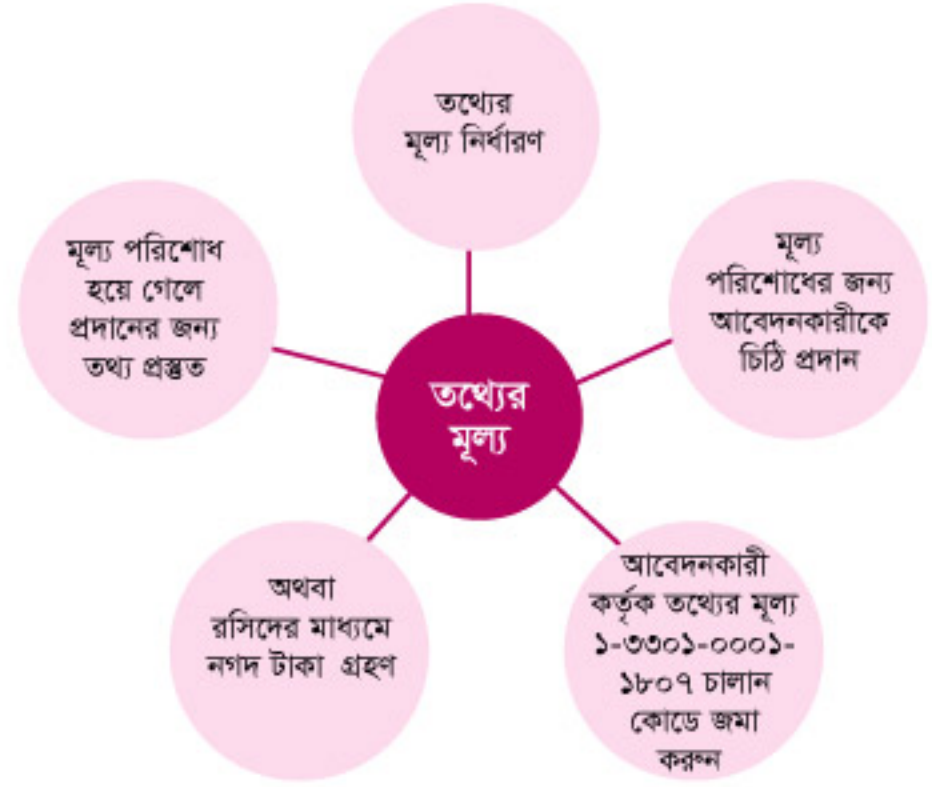 তথ্যের
মূল্য নির্ধারণ
মূল্য পরিশোধ
হয়ে গেলে
প্রদানের জন্য
তথ্য প্রস্তুত
মূল্য
পরিশোধের জন্য
আবেদনকারীকে
চিঠি প্রদান
তথ্যের
মূল্য
অথবা
রসিদের মাধ্যমে
নগদ টাকা গ্রহণ
আবেদনকারী
কর্তৃক তথ্যের মূল্য
১-৩৩০১-০০০১-
১৮০৭ চালান
কোডে জমা
করুন